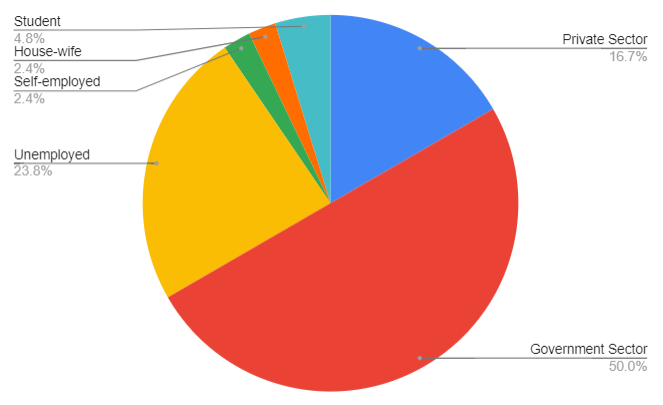 Student
4.8%
House-wife
2.4%
Self-employed
2.4%
Unemployed
23.8%
Private Sector
16.7%
Government Sector
50.0%